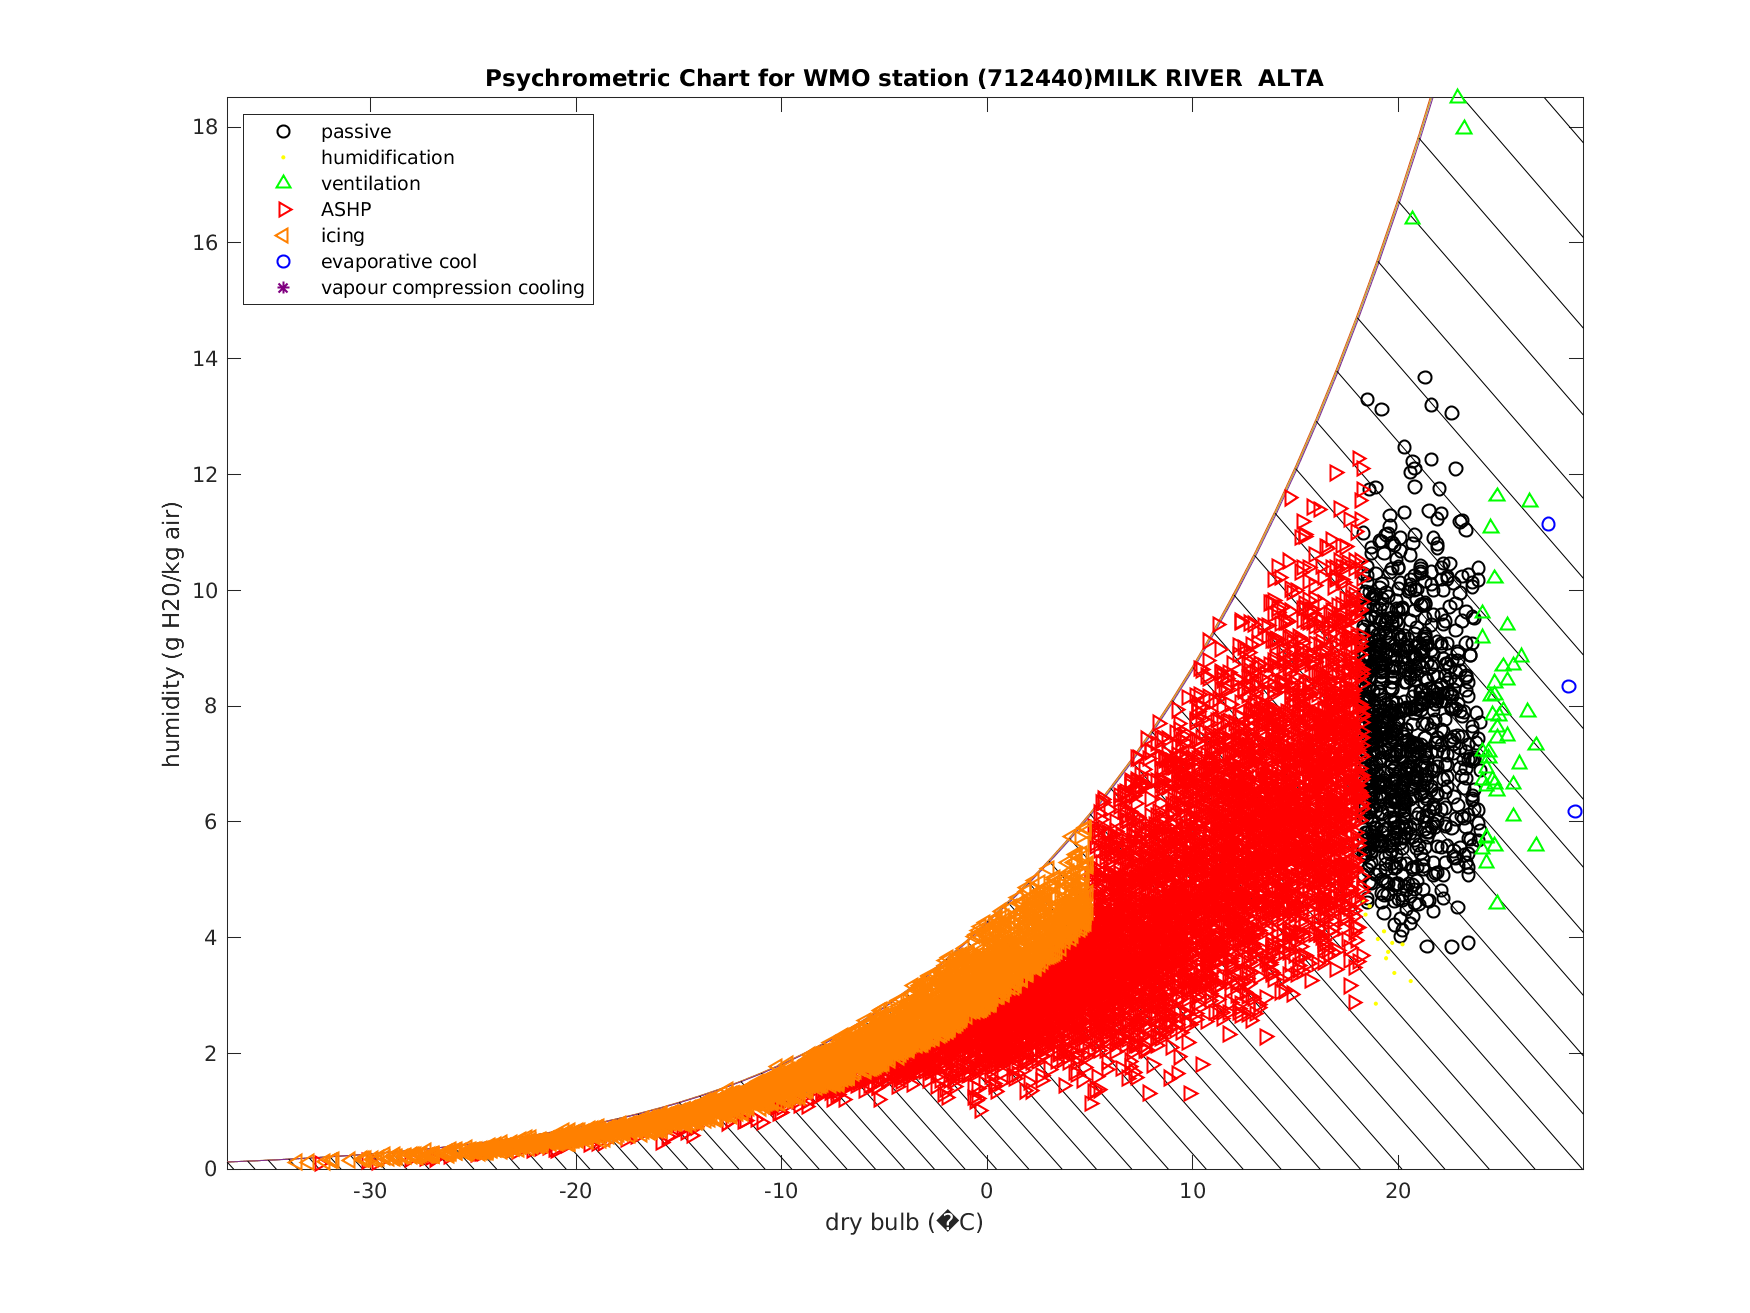 Psychrometric Chart for WMO station (712440)MILK RIVER  ALTA
passive
humidification
ventilation
ASHP
icing
evaporative cool
vapour compression cooling
18
16
14
12
10
8
6
4
2
0
humidity (g H20/kg air)
-30
-20
-10
0
10
20
dry bulb (�C)